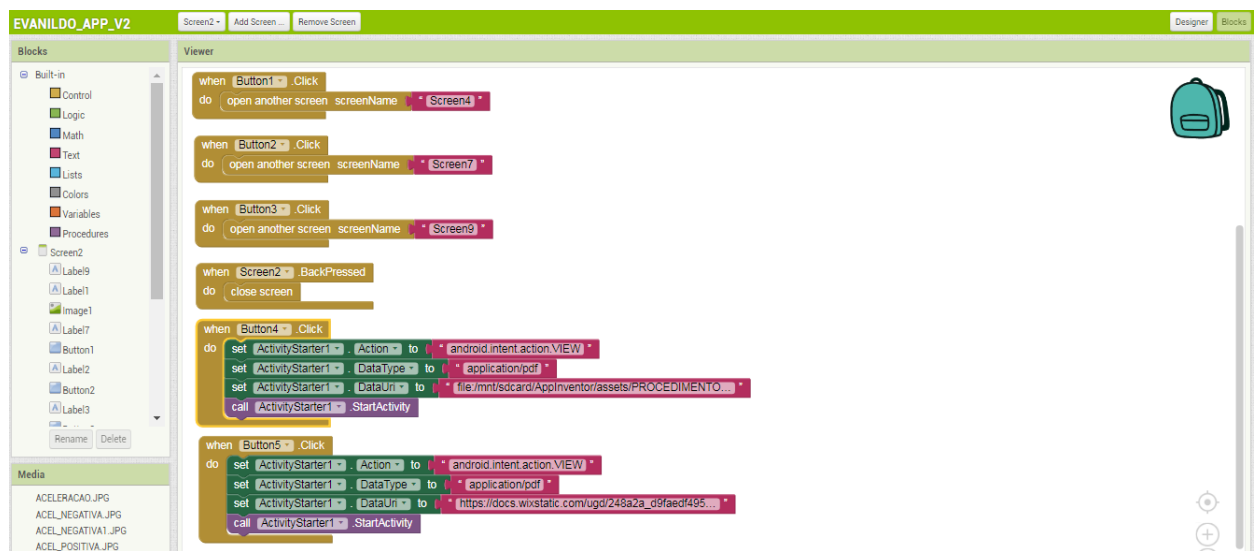 EVANILDO_APP_V2 Screen2 Add Screen ... Remove Screen Designer Blocks
Blocks
Built-in
Control
Logic
Math
Text
Lists
Colors
Variables
Procedures
Screen2
Label9
Label1
Image1
Label7
Button1
Label2
Button2
Label3
Rename Delete
Media
ACELERACAO.JPG
ACEL_NEGATIVA.JPG
ACEL_NEGATIVA1.JPG
ACEL_POSITIVA.JPG
Viewer
when Button1 .Click
do open another screen screenName " Screen4 "
when Button2 .Click
do open another screen screenName " Screen7 "
when Button3 .Click
do open another screen screenName " Screen9 "
when Screen2 .BackPressed
do close screen
when Button4 .Click
do set ActivityStarter1 . Action to " android.intent.action.VIEW "
set ActivityStarter1 . DataType to " application/pdf "
set ActivityStarter1 . DataUri to " file:/mnt/sdcard/AppInventor/assets/PROCEDIMENTO... "
call ActivityStarter1 .StartActivity
when Button5 .Click
do set ActivityStarter1 . Action to " android.intent.action.VIEW "
set ActivityStarter1 . DataType to " application/pdf "
set ActivityStarter1 . DataUri to " https://docs.wixstatic.com/ugd/248a2a_d9faedf495... "
call ActivityStarter1 .StartActivity